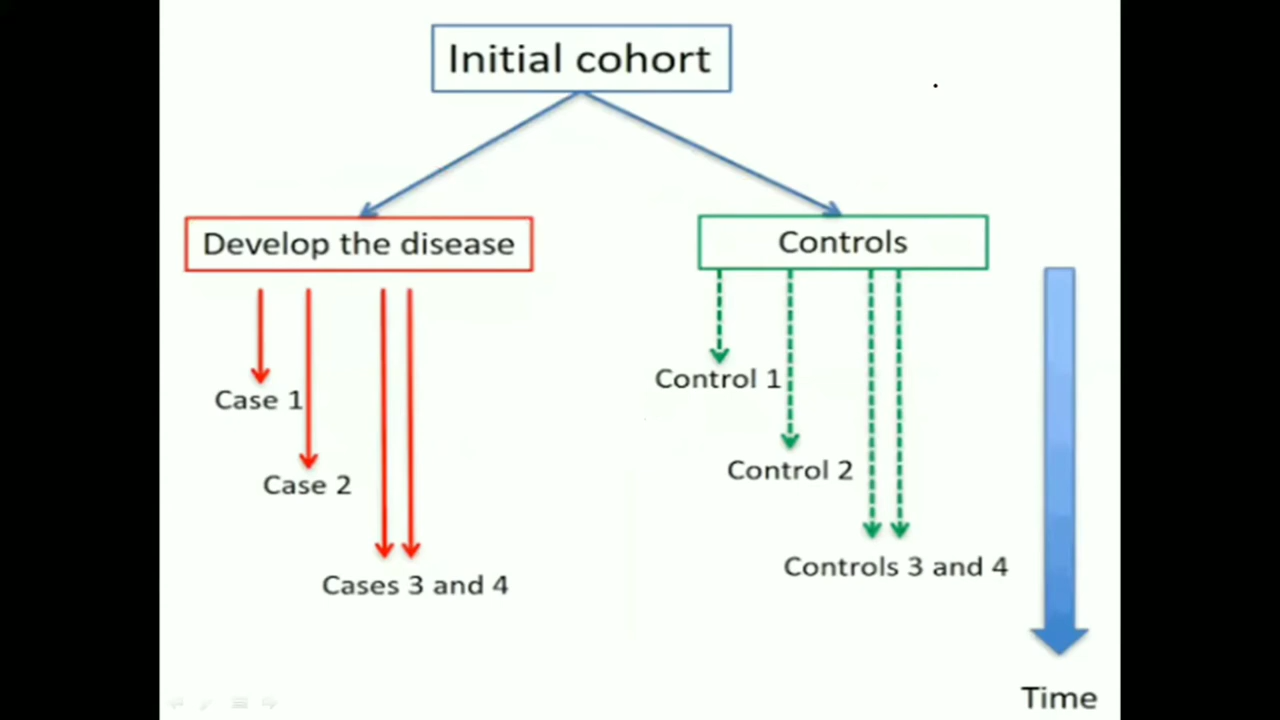 Initial cohort
Develop the disease
Controls
Case 1
Control 1
Case 2
Control 2
Cases 3 and 4
Controls 3 and 4
Time